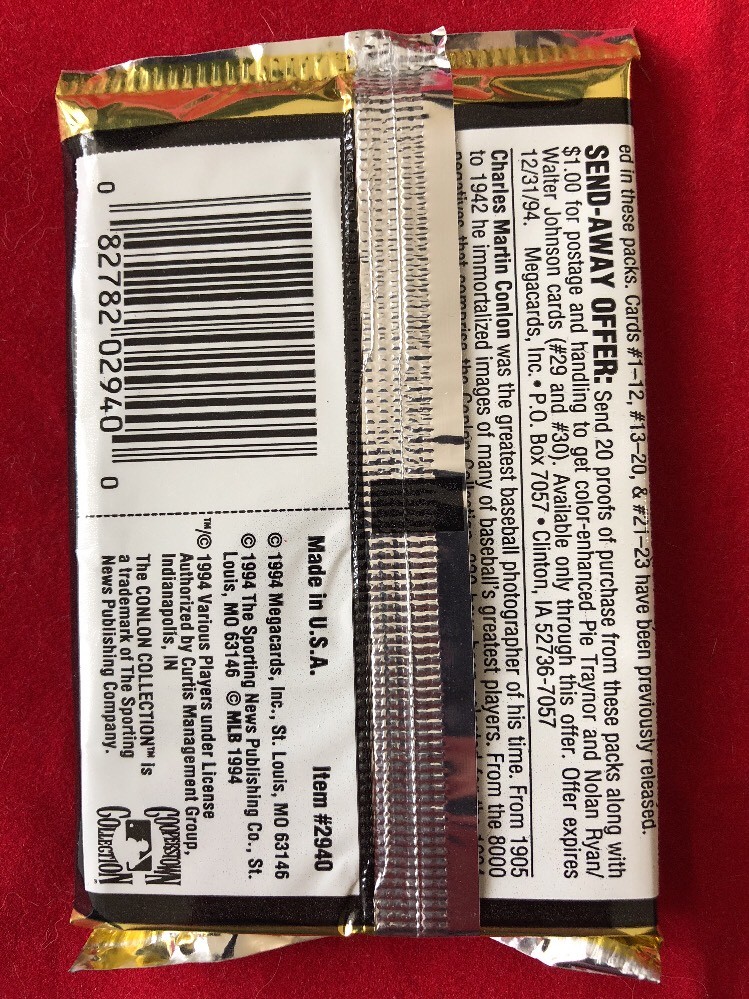 ed in these packs. Cards #1–12, #13–20, & #21–23 have been previously released.
SEND-AWAY OFFER: Send 20 proofs of purchase from these packs along with
$1.00 for postage and handling to get color-enhanced Pie Traynor and Nolan Ryan/
Walter Johnson cards (#29 and #30). Available only through this offer. Offer expires
12/31/94. Megacards, Inc. • P.O. Box 7057 • Clinton, IA 52736-7057
Charles Martin Conlon was the greatest baseball photographer of his time. From 1905
to 1942 he immortalized images of many of baseball's greatest players. From the 8000
negatives that comprise the Conlon
Made in U.S.A. Item #2940
© 1994 Megacards, Inc., St. Louis, MO 63146
© 1994 The Sporting News Publishing Co., St.
Louis, MO 63146 © MLB 1994
™/© 1994 Various Players under License
Authorized by Curtis Management Group,
Indianapolis, IN
The CONLON COLLECTION™ is
a trademark of The Sporting
News Publishing Company.
COOPERSTOWN
COLLECTION
0 82782 02940 0